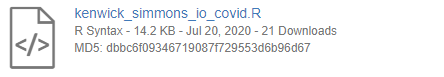 kenwick_simmons_io_covid.R
R Syntax - 14.2 KB - Jul 20, 2020 - 21 Downloads
MD5: dbbc6f09346719087f729553d6b96d67